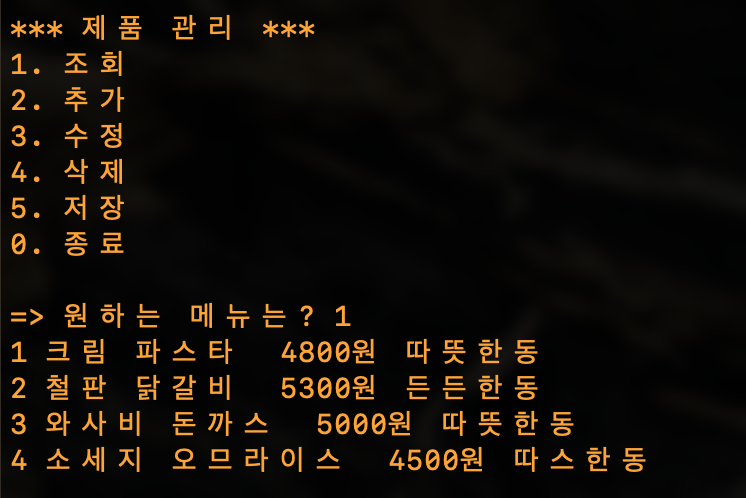 *** 제품 관리 ***
1. 조회
2. 추가
3. 수정
4. 삭제
5. 저장
0. 종료
=> 원하는 메뉴는? 1
1 크림 파스타  4800원 따뜻한동
2 철판 닭갈비  5300원 든든한동
3 와사비 돈까스  5000원 따뜻한동
4 소세지 오므라이스  4500원 따스한동